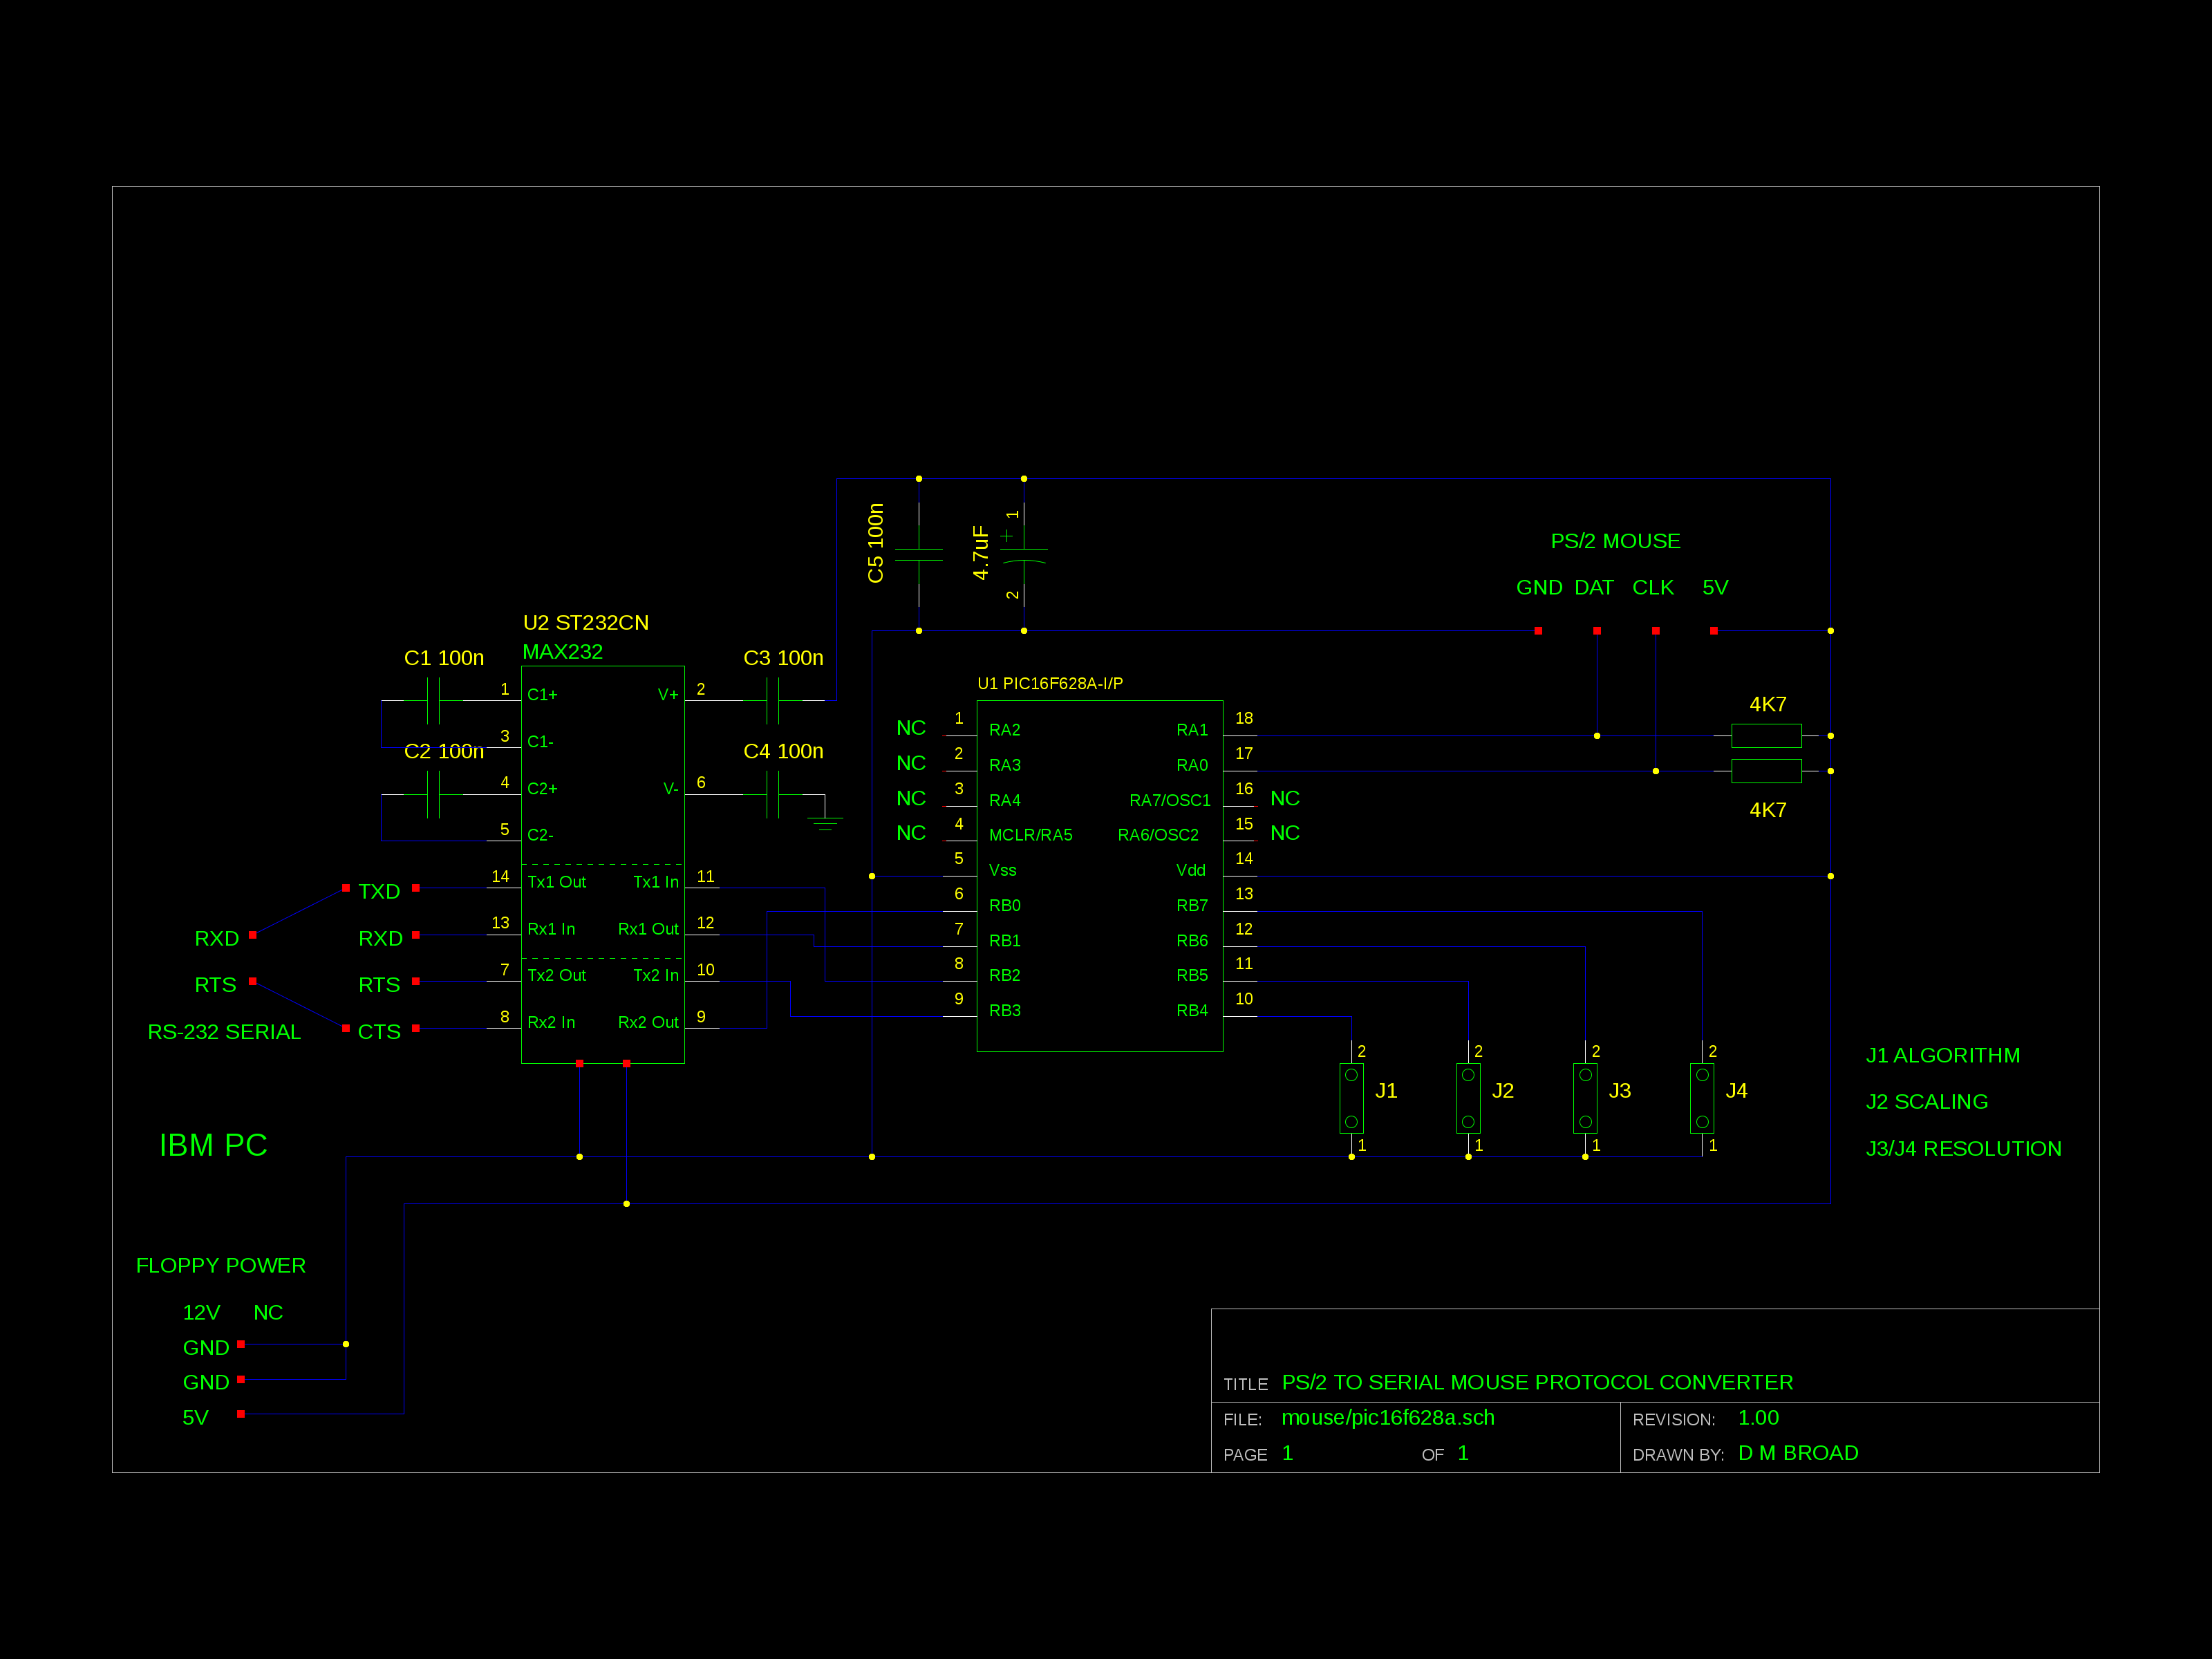 C5 100n
4.7uF
1
+
2
PS/2 MOUSE
GND DAT CLK 5V
U2 ST232CN
MAX232
C1 100n
C3 100n
1 C1+ V+ 2
3 C1-
C2 100n
C4 100n
4 C2+ V- 6
5 C2-
14 Tx1 Out Tx1 In 11
13 Rx1 In Rx1 Out 12
7 Tx2 Out Tx2 In 10
8 Rx2 In Rx2 Out 9
TXD
RXD RXD
RTS RTS
RS-232 SERIAL CTS
U1 PIC16F628A-I/P
NC 1 RA2 RA1 18
NC 2 RA3 RA0 17
NC 3 RA4 RA7/OSC1 16 NC
NC 4 MCLR/RA5 RA6/OSC2 15 NC
5 Vss Vdd 14
6 RB0 RB7 13
7 RB1 RB6 12
8 RB2 RB5 11
9 RB3 RB4 10
4K7
4K7
2 2 2 2
J1 J2 J3 J4
1 1 1 1
J1 ALGORITHM
J2 SCALING
J3/J4 RESOLUTION
IBM PC
FLOPPY POWER
12V NC
GND
GND
5V
TITLE PS/2 TO SERIAL MOUSE PROTOCOL CONVERTER
FILE: mouse/pic16f628a.sch REVISION: 1.00
PAGE 1 OF 1 DRAWN BY: D M BROAD